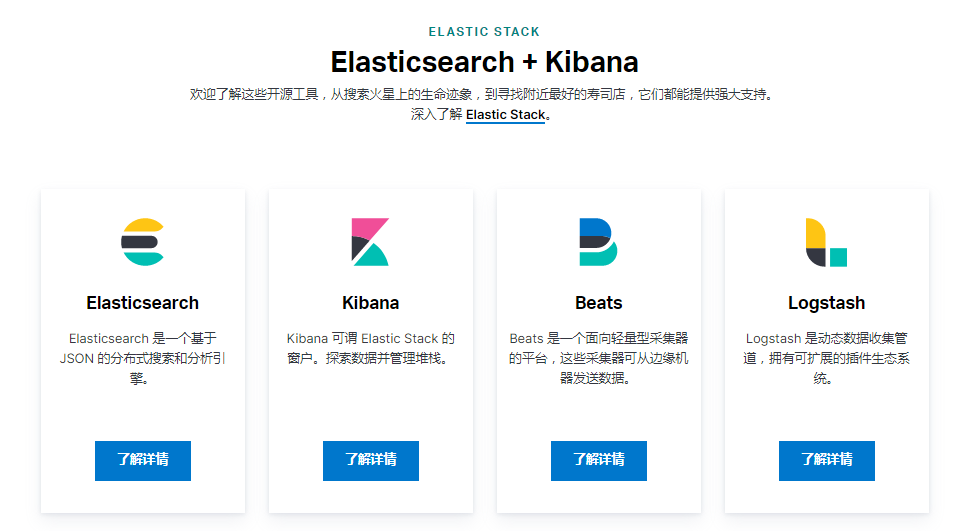 ELASTIC STACK
Elasticsearch + Kibana
欢迎了解这些开源工具，从搜索火星上的生命迹象，到寻找附近最好的寿司店，它们都能提供强大支持。
深入了解 Elastic Stack。
Elasticsearch
Elasticsearch 是一个基于
JSON 的分布式搜索和分析引
擎。
了解详情
Kibana
Kibana 可谓 Elastic Stack 的
窗户。探索数据并管理堆栈。
了解详情
Beats
Beats 是一个面向轻量型采集器
的平台，这些采集器可从边缘机
器发送数据。
了解详情
Logstash
Logstash 是动态数据收集管
道，拥有可扩展的插件生态系
统。
了解详情